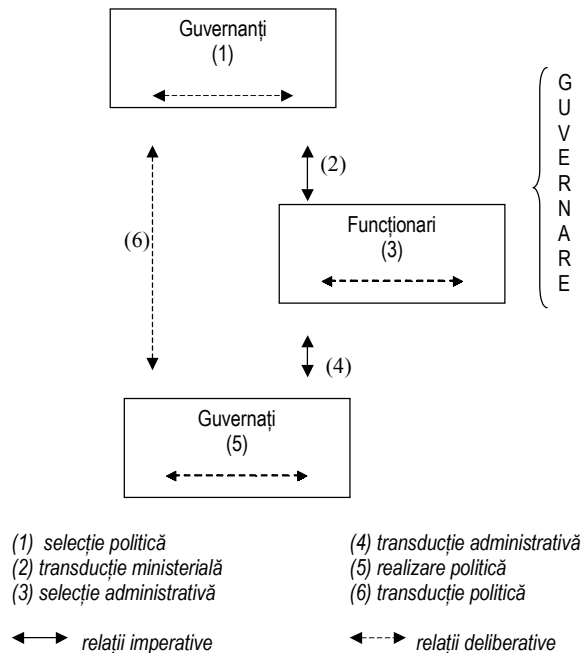 Guvernanți
(1)
G
U
V
E
R
N
A
R
E
(2)
(6)
Funcționari
(3)
(4)
Guvernați
(5)
(1) selecție politică
(2) transducție ministerială
(3) selecție administrativă
(4) transducție administrativă
(5) realizare politică
(6) transducție politică
relații imperative
relații deliberative